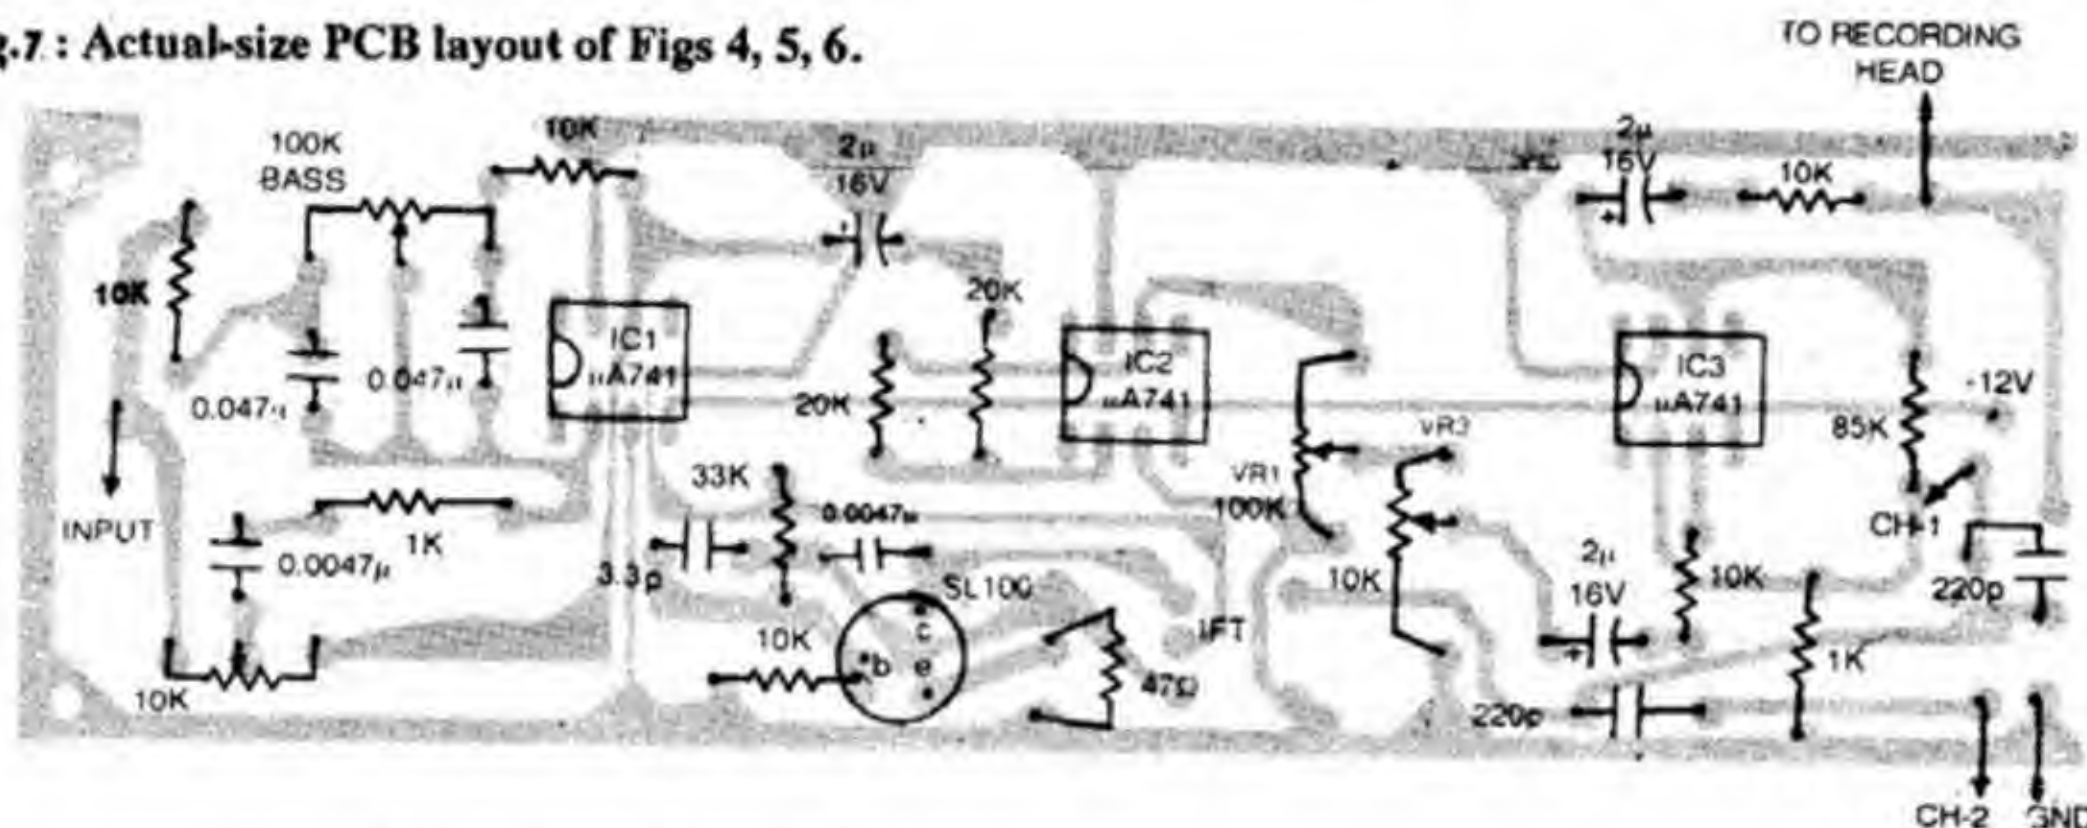 g.7 : Actual-size PCB layout of Figs 4, 5, 6.
TO RECORDING
HEAD
100K
BASS
10K
2μ
16V
2μ
16V
10K
10K
20K
IC1
μA741
IC2
μA741
IC3
μA741
-12V
0.047μ
0.047μ
20K
85K
VR1
100K
33K
0.0047μ
INPUT
1K
0.0047μ
3.3p
CH-1
2μ
16V
10K
10K
220p
SL100
IFT
10K
c
b
e
47Ω
1K
10K
220p
CH-2
GND